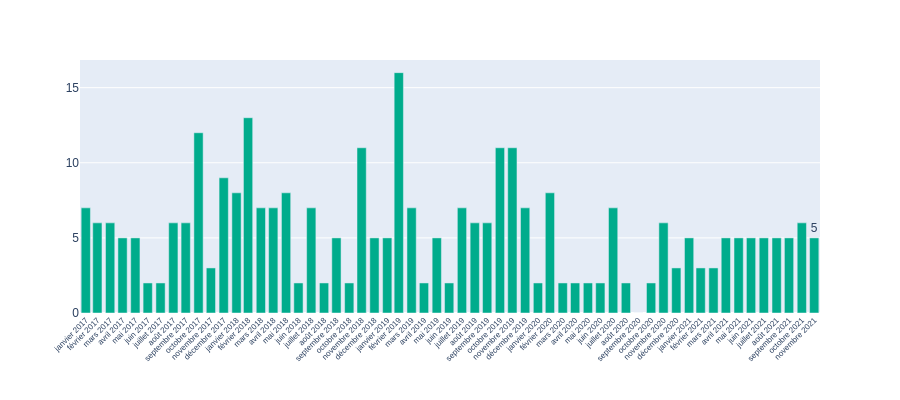 15
10
5
0
5
janvier 2017
février 2017
mars 2017
avril 2017
mai 2017
juin 2017
juillet 2017
août 2017
septembre 2017
octobre 2017
novembre 2017
décembre 2017
janvier 2018
février 2018
mars 2018
avril 2018
mai 2018
juin 2018
juillet 2018
août 2018
septembre 2018
octobre 2018
novembre 2018
décembre 2018
janvier 2019
février 2019
mars 2019
avril 2019
mai 2019
juin 2019
juillet 2019
août 2019
septembre 2019
octobre 2019
novembre 2019
décembre 2019
janvier 2020
février 2020
mars 2020
avril 2020
mai 2020
juin 2020
juillet 2020
août 2020
septembre 2020
octobre 2020
novembre 2020
décembre 2020
janvier 2021
février 2021
mars 2021
avril 2021
mai 2021
juin 2021
juillet 2021
août 2021
septembre 2021
octobre 2021
novembre 2021